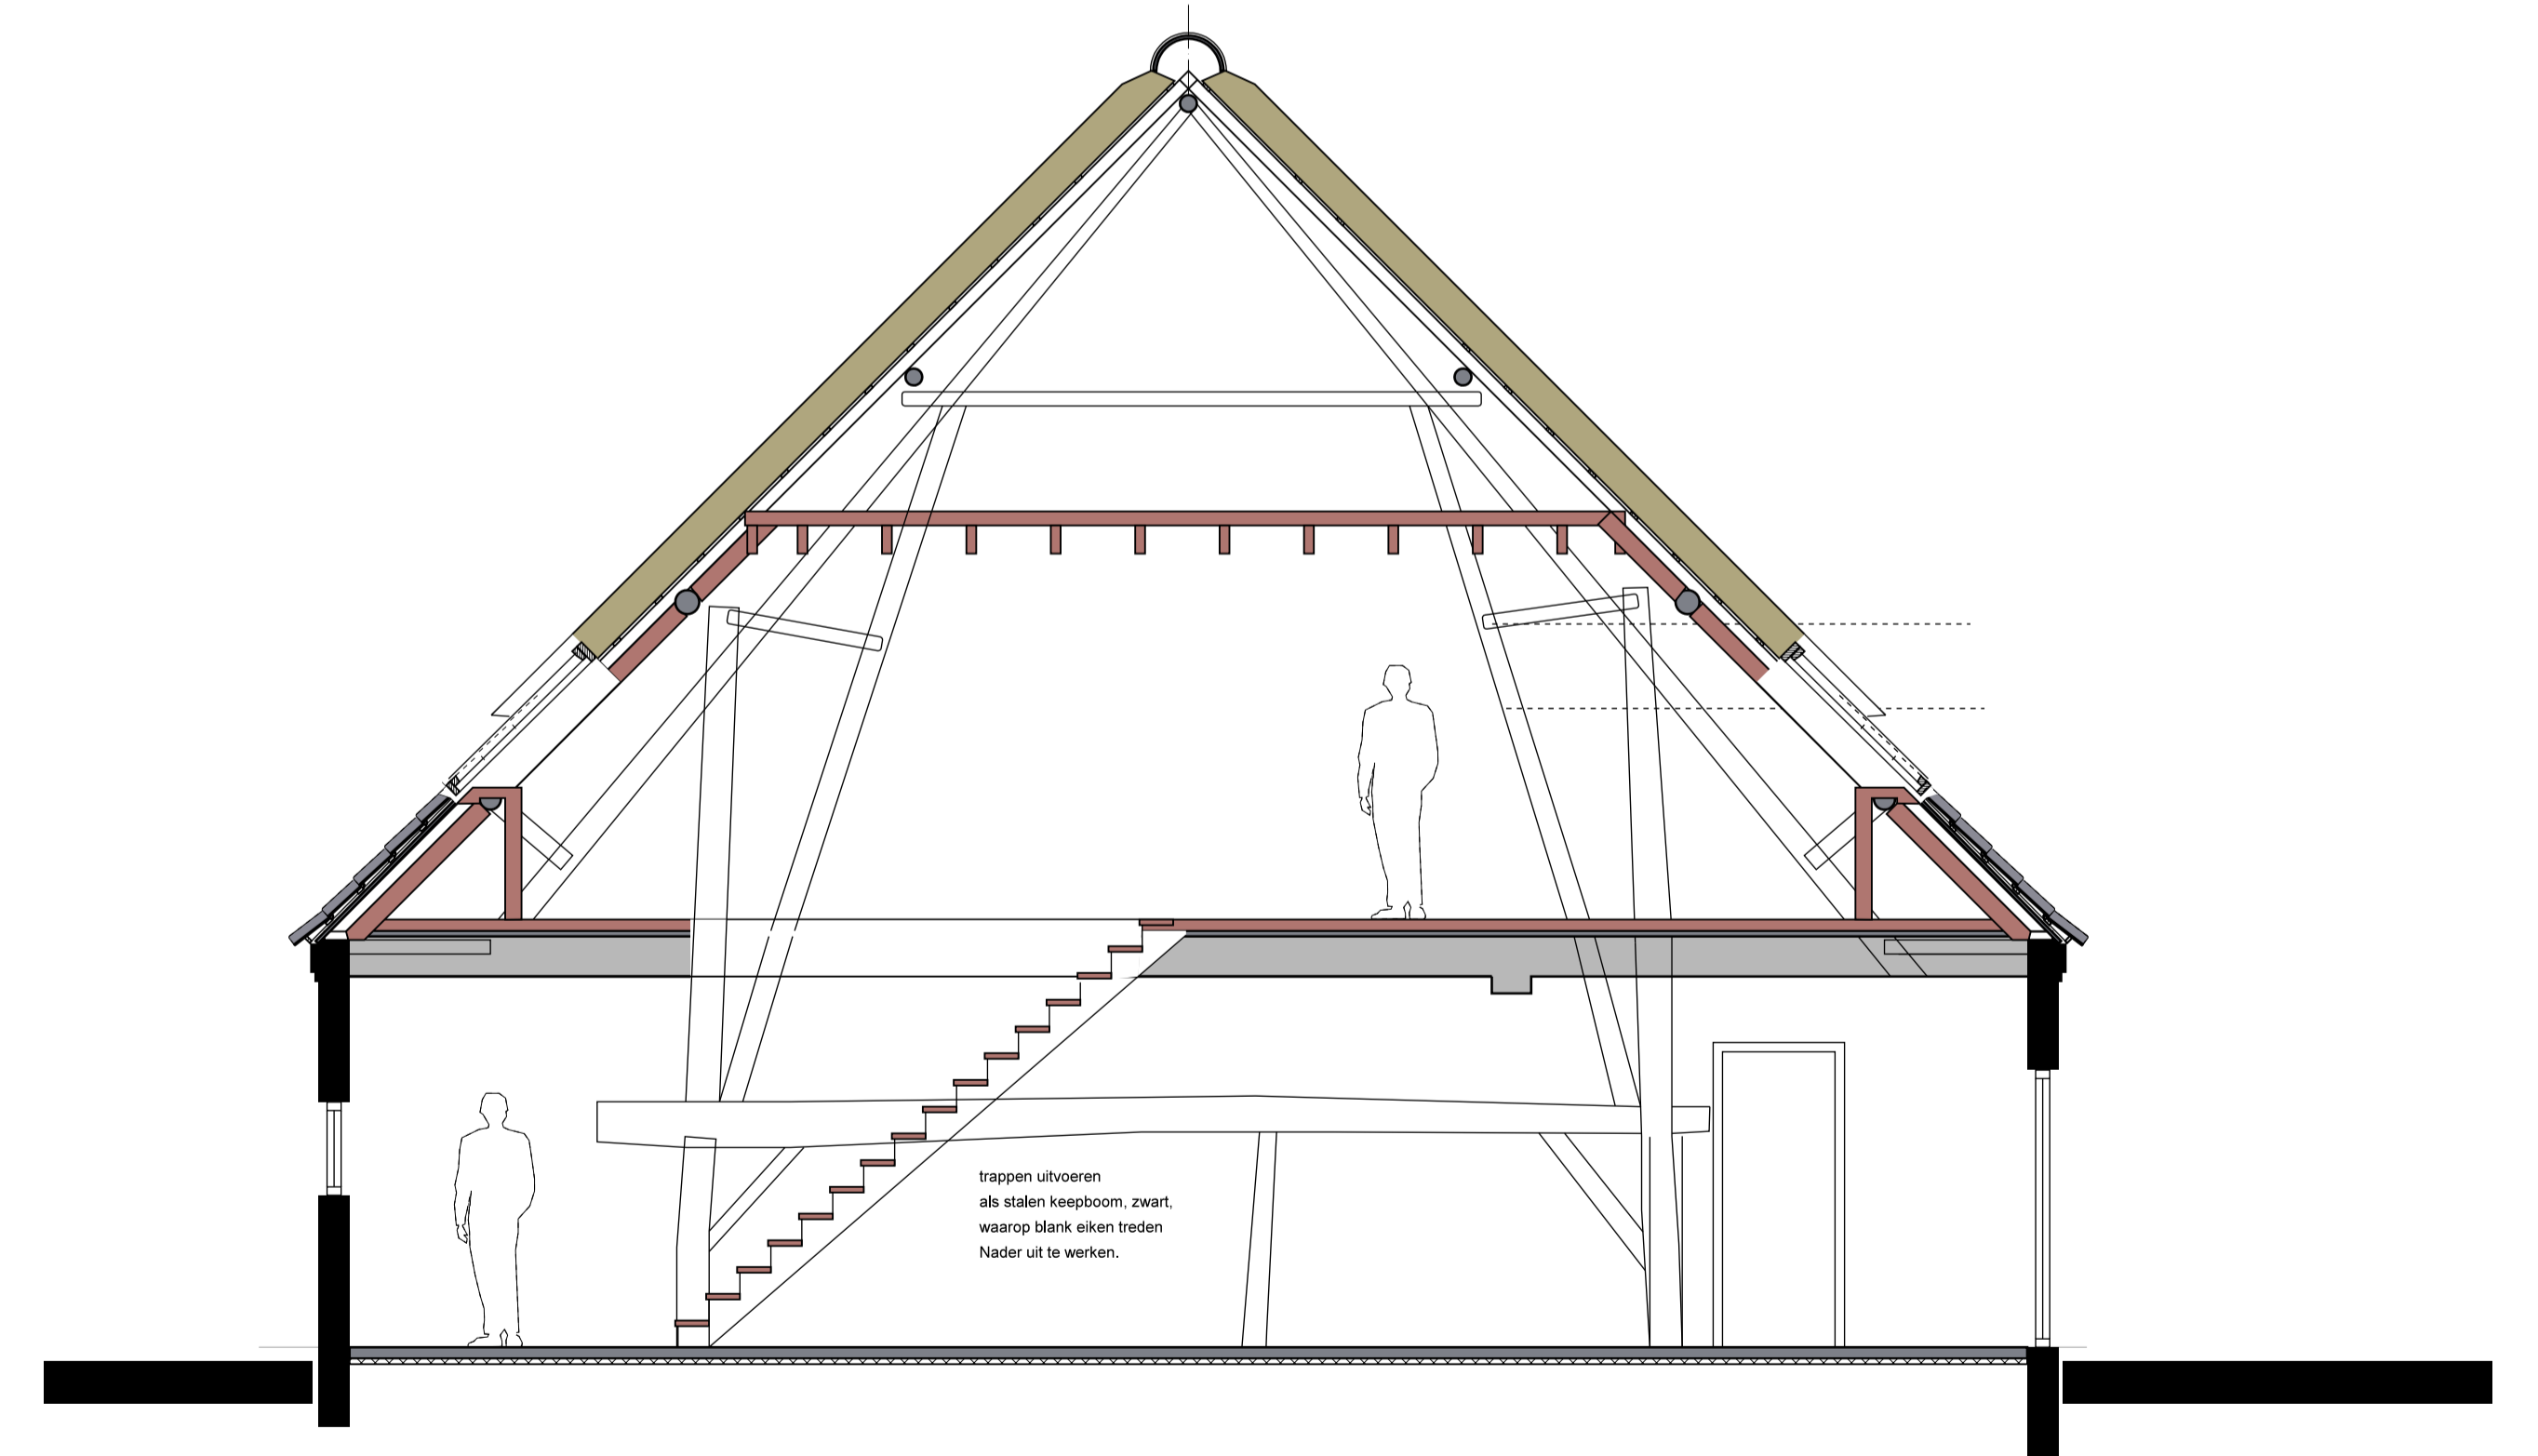 trappen uitvoeren
als stalen keepboom, zwart,
waarop blank eiken treden
Nader uit te werken.